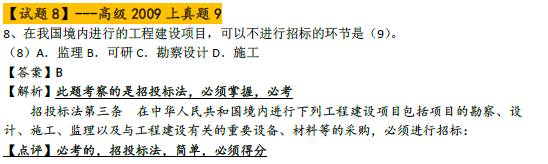 【试题 8】---高级 2009 上真题 9
8、在我国境内进行的工程建设项目，可以不进行招标的环节是（9）。
（8）A．监理 B．可研 C．勘察设计 D．施工
【答案】B
【解析】此题考察的是招投标法，必须掌握，必考
招投标法第三条 在中华人民共和国境内进行下列工程建设项目包括项目的勘察、设
计、施工、监理以及与工程建设有关的重要设备、材料等的采购，必须进行招标：
【点评】必考的，招投标法，简单，必须得分